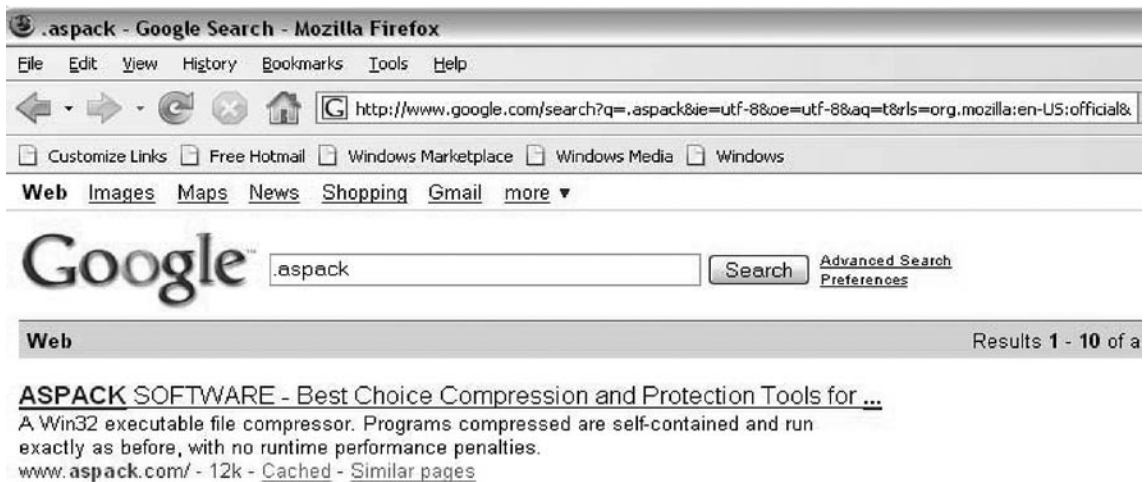 .aspack - Google Search - Mozilla Firefox
File Edit View History Bookmarks Tools Help
G http://www.google.com/search?q=.aspack&ie=utf-8&oe=utf-8&aq=t&rls=org.mozilla:en-US:official&
Customize Links Free Hotmail Windows Marketplace Windows Media Windows
Web Images Maps News Shopping Gmail more ▼
Google™ .aspack Search Advanced Search
Preferences
Web Results 1 - 10 of a
ASPACK SOFTWARE - Best Choice Compression and Protection Tools for ...
A Win32 executable file compressor. Programs compressed are self-contained and run
exactly as before, with no runtime performance penalties.
www.aspack.com/ - 12k - Cached - Similar pages